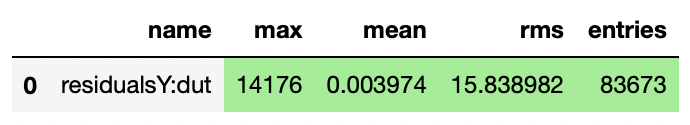 name max mean rms entries
0 residualsY:dut 14176 0.003974 15.838982 83673